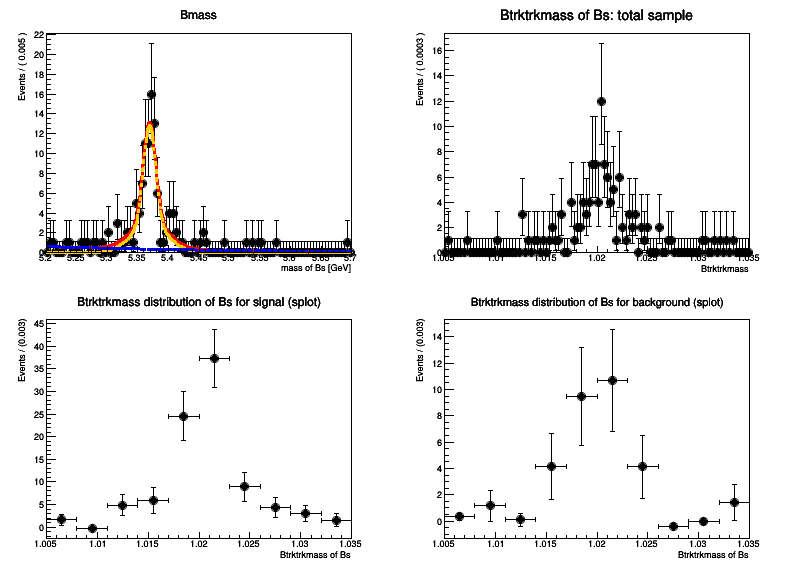 Bmass
Events / ( 0.005 )
22
20
18
16
14
12
10
8
6
4
2
0
5.2 5.25 5.3 5.35 5.4 5.45 5.5 5.55 5.6 5.65 5.7
mass of Bs [GeV]
Btrktrkmass of Bs: total sample
Events / ( 0.0003 )
16
14
12
10
8
6
4
2
0
1.005 1.01 1.015 1.02 1.025 1.03 1.035
Btrktrkmass
Btrktrkmass distribution of Bs for signal (splot)
Events / (0.003)
45
40
35
30
25
20
15
10
5
0
1.005 1.01 1.015 1.02 1.025 1.03 1.035
Btrktrkmass of Bs
Btrktrkmass distribution of Bs for background (splot)
Events / (0.003)
14
12
10
8
6
4
2
0
1.005 1.01 1.015 1.02 1.025 1.03 1.035
Btrktrkmass of Bs